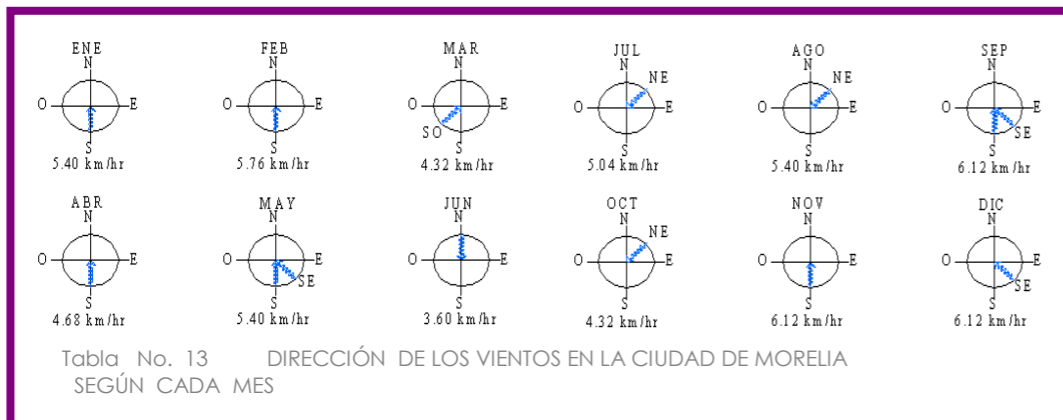 ENE FEB MAR JUL AGO SEP
N N N N N N
NE NE
O E O E O E O E O E O E
SO SE
S S S S S S
5.40 km/hr 5.76 km/hr 4.32 km/hr 5.04 km/hr 5.40 km/hr 6.12 km/hr
ABR MAY JUN OCT NOV DIC
N N N N N N
NE
O E O E O E O E O E O E
SE SE
S S S S S S
4.68 km/hr 5.40 km/hr 3.60 km/hr 4.32 km/hr 6.12 km/hr 6.12 km/hr
Tabla No. 13 DIRECCIÓN DE LOS VIENTOS EN LA CIUDAD DE MORELIA
SEGÚN CADA MES